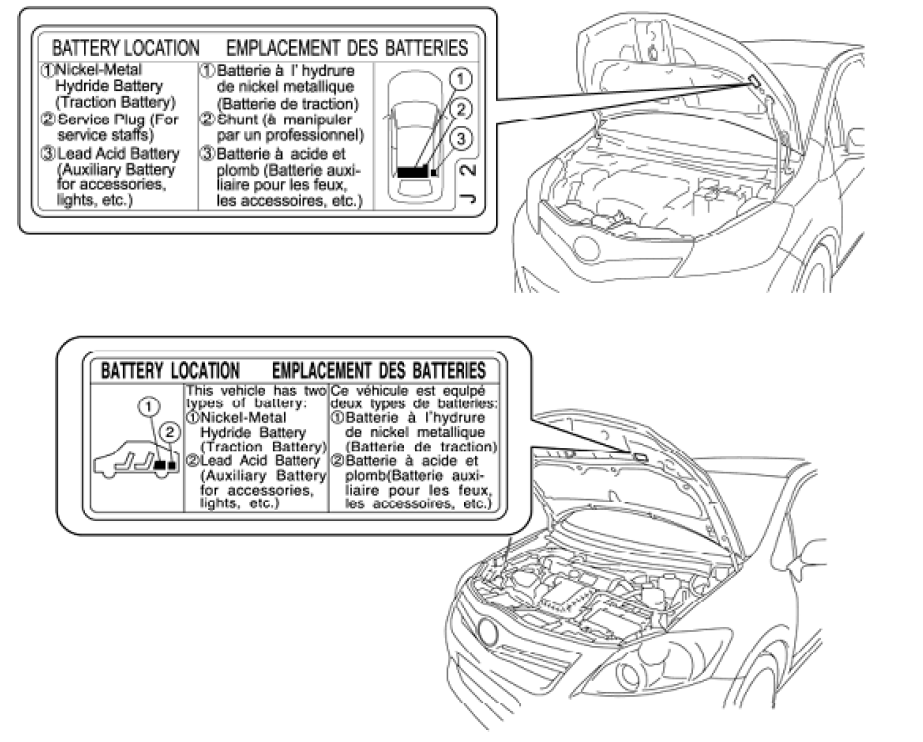 BATTERY LOCATION EMPLACEMENT DES BATTERIES
①Nickel-Metal
Hydride Battery
(Traction Battery)
②Service Plug (For
service staffs)
③Lead Acid Battery
(Auxiliary Battery
for accessories,
lights, etc.)
①Batterie à l' hydrure
de nickel metallique
(Batterie de traction)
②Shunt (à manipuler
par un professionnel)
③Batterie à acide et
plomb (Batterie auxi-
liaire pour les feux,
les accessoires, etc.)
①
②
③
J 2
BATTERY LOCATION EMPLACEMENT DES BATTERIES
①
②
This vehicle has two
types of battery:
①Nickel-Metal
Hydride Battery
(Traction Battery)
②Lead Acid Battery
(Auxiliary Battery
for accessories,
lights, etc.)
Ce véhicule est equipé
deux types de batteries:
①Batterie à l'hydrure
de nickel metallique
(Batterie de traction)
②Batterie à acide et
plomb(Batterie auxi-
liaire pour les feux,
les accessoires, etc.)